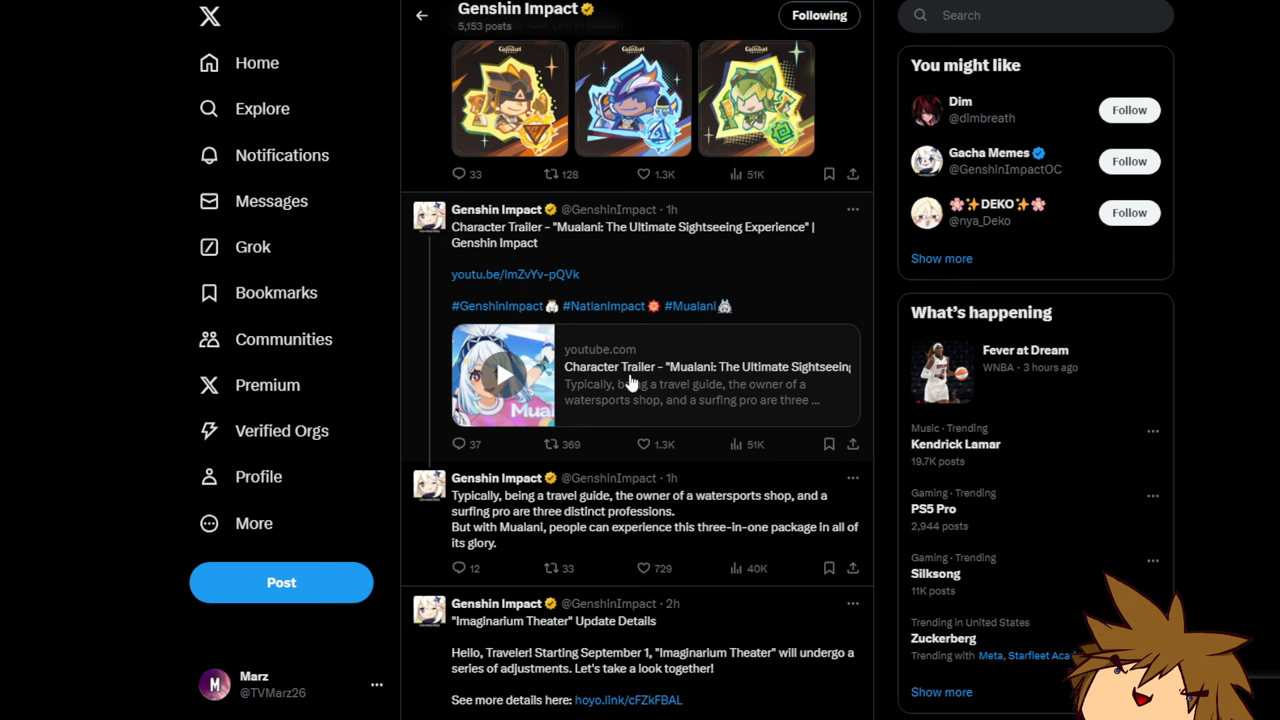 Home
Explore
Notifications
Messages
Grok
Bookmarks
Communities
Premium
Verified Orgs
Profile
More
Post
Marz
@TVMarz26
Genshin Impact
5,153 posts
Following
33 128 1.3K 51K
Genshin Impact @GenshinImpact · 1h
Character Trailer - "Mualani: The Ultimate Sightseeing Experience" |
Genshin Impact
youtu.be/lmZvYv-pQVk
#GenshinImpact #NatlanImpact #Mualani
Mual
youtube.com
Character Trailer - "Mualani: The Ultimate Sightseein
Typically, being a travel guide, the owner of a
watersports shop, and a surfing pro are three ...
37 369 1.3K 51K
Genshin Impact @GenshinImpact · 1h
Typically, being a travel guide, the owner of a watersports shop, and a
surfing pro are three distinct professions.
But with Mualani, people can experience this three-in-one package in all of
its glory.
12 33 729 40K
Genshin Impact @GenshinImpact · 2h
"Imaginarium Theater" Update Details
Hello, Traveler! Starting September 1, "Imaginarium Theater" will undergo a
series of adjustments. Let's take a look together!
See more details here: hoyo.link/cFZkFBAL
Search
You might like
Dim
@dimbreath
Follow
Gacha Memes
@GenshinImpactOC
Follow
🌸✨DEKO✨🌸
@nya_Deko
Follow
Show more
What's happening
Fever at Dream
WNBA · 3 hours ago
Music · Trending
Kendrick Lamar
19.7K posts
Gaming · Trending
PS5 Pro
2,944 posts
Gaming · Trending
Silksong
11K posts
Trending in United States
Zuckerberg
Trending with Meta, Starfleet Aca
Show more